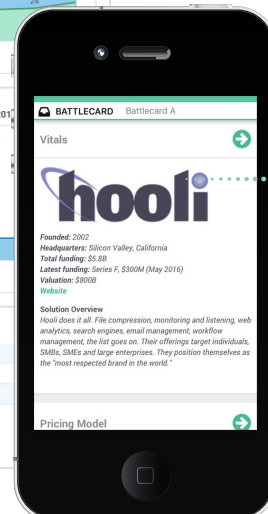 24
201
BATTLECARD Battlecard A
Vitals
hooli
Founded: 2002
Headquarters: Silicon Valley, California
Total funding: $5.8B
Latest funding: Series F, $300M (May 2016)
Valuation: $800B
Website
Solution Overview
Hooli does it all. File compression, monitoring and listening, web
analytics, search engines, email management, workflow
management, the list goes on. Their offerings target individuals,
SMBs, SMEs and large enterprises. They position themselves as
the "most respected brand in the world."
Pricing Model